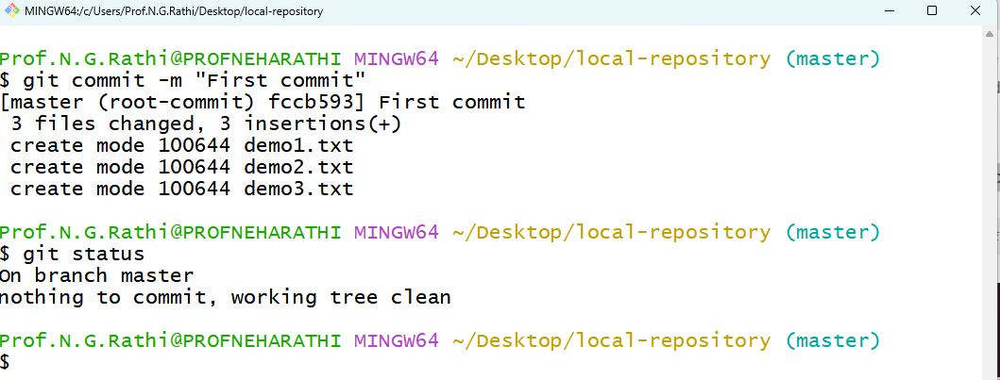 MINGW64:/c/Users/Prof.N.G.Rathi/Desktop/local-repository
Prof.N.G.Rathi@PROFNEHARATHI MINGW64 ~/Desktop/local-repository (master)
$ git commit -m "First commit"
[master (root-commit) fccb593] First commit
 3 files changed, 3 insertions(+)
 create mode 100644 demo1.txt
 create mode 100644 demo2.txt
 create mode 100644 demo3.txt
Prof.N.G.Rathi@PROFNEHARATHI MINGW64 ~/Desktop/local-repository (master)
$ git status
On branch master
nothing to commit, working tree clean
Prof.N.G.Rathi@PROFNEHARATHI MINGW64 ~/Desktop/local-repository (master)
$